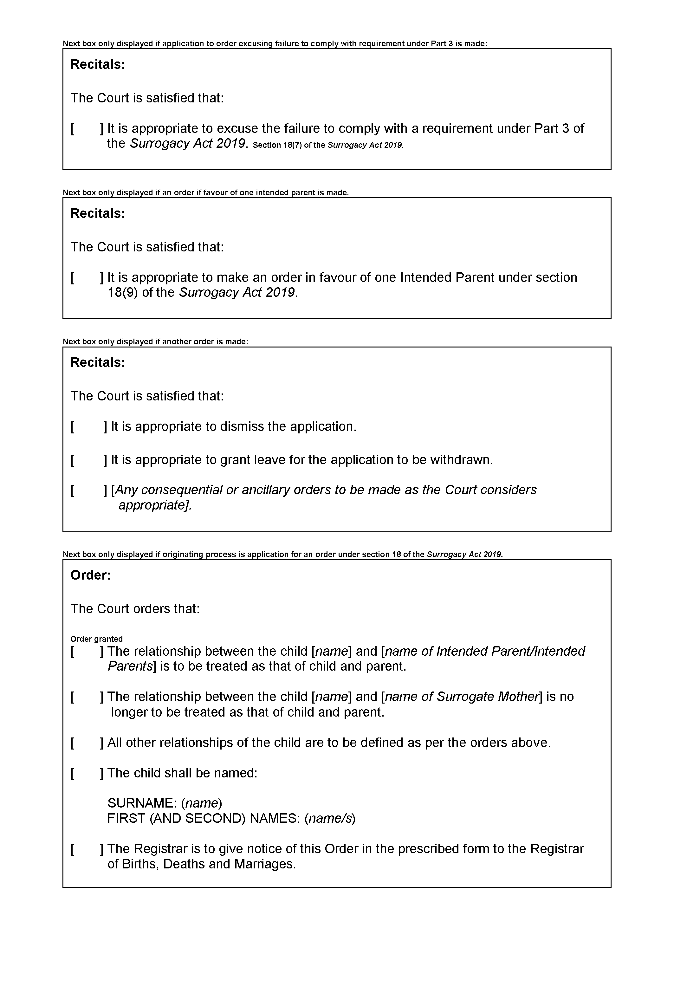 Next box only displayed if application to order excusing failure to comply with requirement under Part 3 is made:
Recitals:
The Court is satisfied that:
[ ] It is appropriate to excuse the failure to comply with a requirement under Part 3 of
the Surrogacy Act 2019. Section 18(7) of the Surrogacy Act 2019.
Next box only displayed if an order if favour of one intended parent is made.
Recitals:
The Court is satisfied that:
[ ] It is appropriate to make an order in favour of one Intended Parent under section
18(9) of the Surrogacy Act 2019.
Next box only displayed if another order is made:
Recitals:
The Court is satisfied that:
[ ] It is appropriate to dismiss the application.
[ ] It is appropriate to grant leave for the application to be withdrawn.
[ ] [Any consequential or ancillary orders to be made as the Court considers
appropriate].
Next box only displayed if originating process is application for an order under section 18 of the Surrogacy Act 2019.
Order:
The Court orders that:
Order granted
[ ] The relationship between the child [name] and [name of Intended Parent/Intended
Parents] is to be treated as that of child and parent.
[ ] The relationship between the child [name] and [name of Surrogate Mother] is no
longer to be treated as that of child and parent.
[ ] All other relationships of the child are to be defined as per the orders above.
[ ] The child shall be named:
SURNAME: (name)
FIRST (AND SECOND) NAMES: (name/s)
[ ] The Registrar is to give notice of this Order in the prescribed form to the Registrar
of Births, Deaths and Marriages.